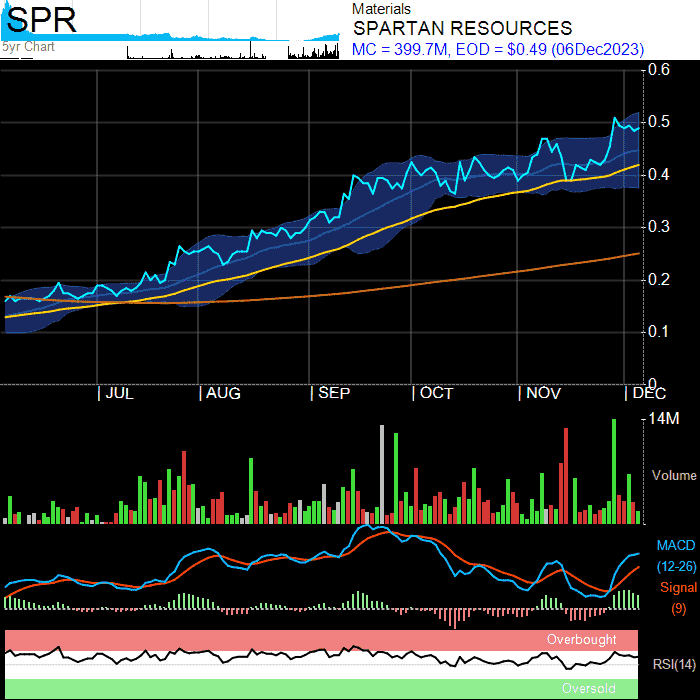 SPR
5yr Chart
Materials
SPARTAN RESOURCES
MC = 399.7M, EOD = $0.49 (06Dec2023)
0.6
0.5
0.4
0.3
0.2
0.1
0
| JUL | AUG | SEP | OCT | NOV | DEC
14M
Volume
MACD
(12-26)
Signal
(9)
Overbought
RSI(14)
Oversold